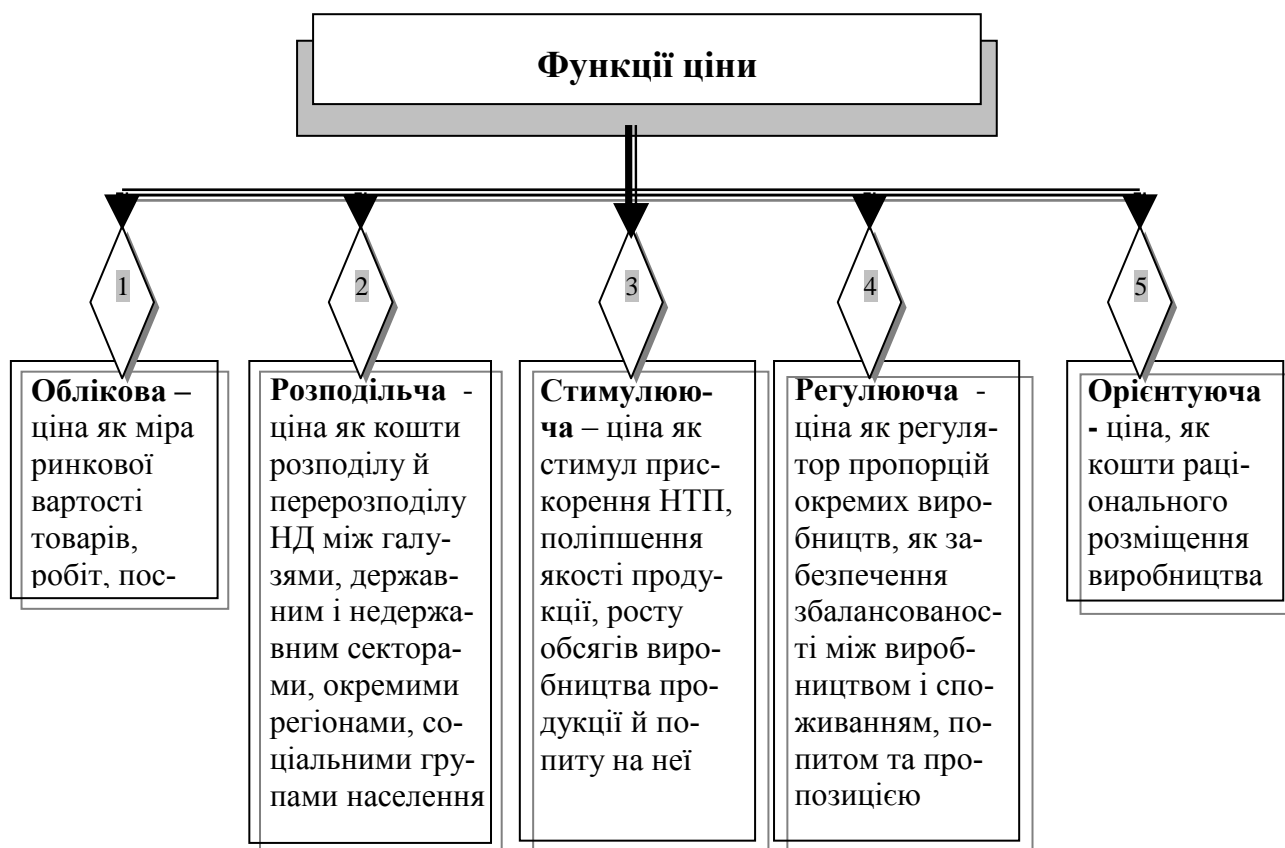 Функції ціни
1
2
3
4
5
Облікова –
ціна як міра
ринкової
вартості
товарів,
робіт, пос-
Розподільча -
ціна як кошти
розподілу й
перерозподілу
НД між галу-
зями, держав-
ним і недержа-
вним сектора-
ми, окремими
регіонами, со-
ціальними гру-
пами населення
Стимулюю-
ча – ціна як
стимул прис-
корення НТП,
поліпшення
якості проду-
кції, росту
обсягів виро-
бництва про-
дукції й по-
питу на неї
Регулююча -
ціна як регуля-
тор пропорцій
окремих виро-
бництв, як за-
безпечення
збалансованос-
ті між вироб-
ництвом і спо-
живанням, по-
питом та про-
позицією
Орієнтуюча
- ціна, як
кошти раці-
онального
розміщення
виробництва